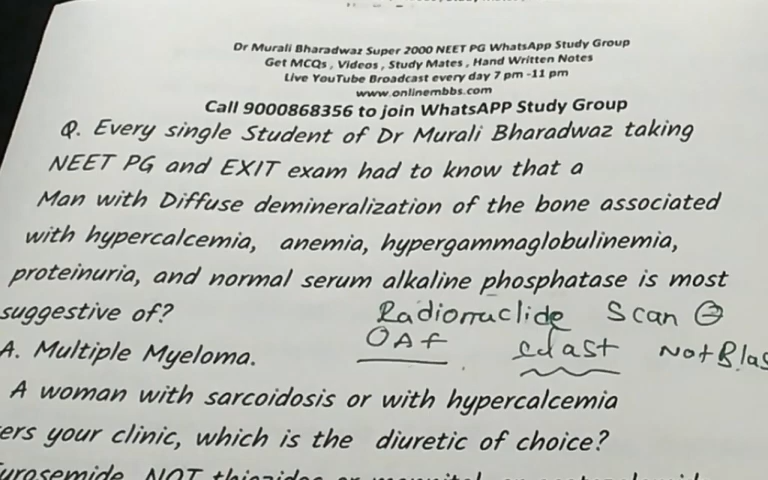 Dr Murali Bharadwaz Super 2000 NEET PG WhatsApp Study Group
Get MCQs , Videos , Study Mates , Hand Written Notes
Live YouTube Broadcast every day 7 pm -11 pm
www.onlinembbs.com
Call 9000868356 to join WhatsAPP Study Group
Q. Every single Student of Dr Murali Bharadwaz taking
NEET PG and EXIT exam had to know that a
Man with Diffuse demineralization of the bone associated
with hypercalcemia, anemia, hypergammaglobulinemia,
proteinuria, and normal serum alkaline phosphatase is most
suggestive of?
Radionuclide Scan ⊖
OAF clast Not Blas
A. Multiple Myeloma.
A woman with sarcoidosis or with hypercalcemia
ers your clinic, which is the diuretic of choice?
urosemide NOT